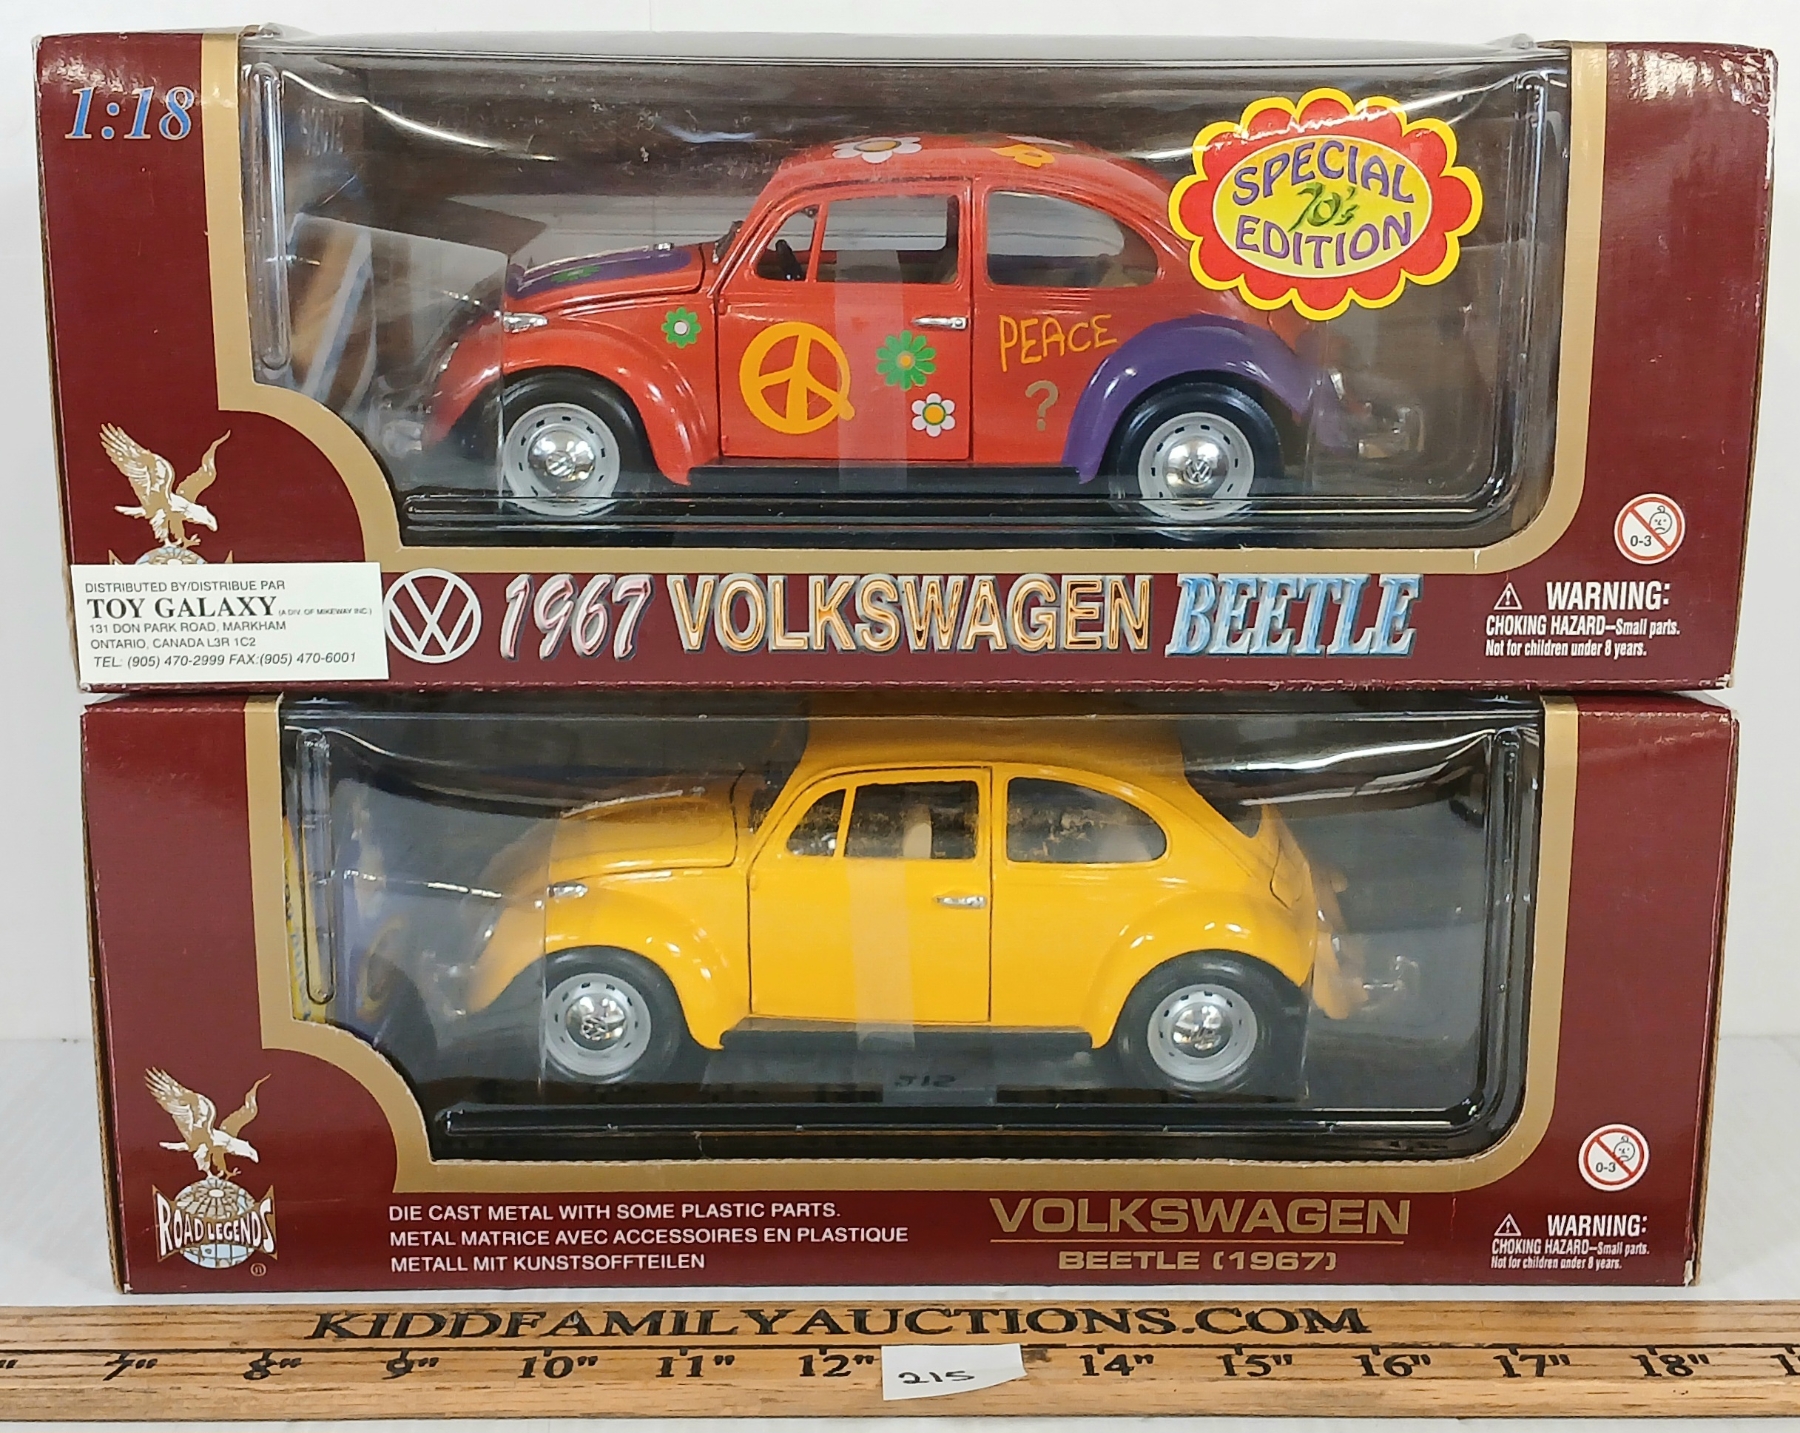 1:18
SPECIAL
70's
EDITION
PEACE
?
0-3
DISTRIBUTED BY/DISTRIBUE PAR
TOY GALAXY (A DIV. OF MIKEWAY INC.)
131 DON PARK ROAD, MARKHAM
ONTARIO, CANADA L3R 1C2
TEL: (905) 470-2999 FAX:(905) 470-6001
1967 VOLKSWAGEN BEETLE
WARNING:
CHOKING HAZARD–Small parts.
Not for children under 8 years.
0-3
ROAD LEGENDS
®
DIE CAST METAL WITH SOME PLASTIC PARTS.
METAL MATRICE AVEC ACCESSOIRES EN PLASTIQUE
METALL MIT KUNSTSOFFTEILEN
VOLKSWAGEN
BEETLE (1967)
WARNING:
CHOKING HAZARD–Small parts.
Not for children under 8 years.
KIDDFAMILYAUCTIONS.COM
7" 8" 9" 10" 11" 12" 14" 15" 16" 17" 18"
215